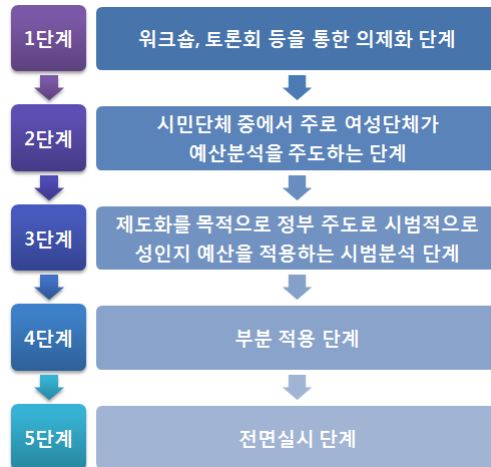 1단계
워크숍, 토론회 등을 통한 의제화 단계
2단계
시민단체 중에서 주로 여성단체가
예산분석을 주도하는 단계
3단계
제도화를 목적으로 정부 주도로 시범적으로
성인지 예산을 적용하는 시범분석 단계
4단계
부분 적용 단계
5단계
전면실시 단계